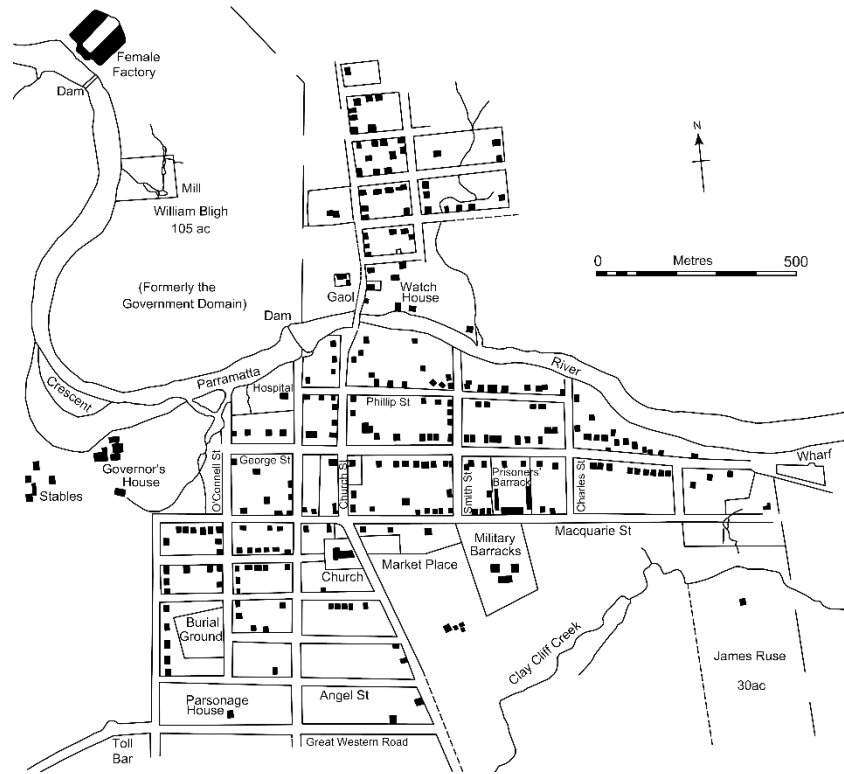 Female
Factory
Dam
N
Mill
William Bligh
105 ac
0 Metres 500
(Formerly the
Government Domain)
Gaol
Watch
House
Dam
River
Crescent
Parramatta
Hospital
Phillip St
Governor's
House
Stables
O'Connell St
George St
Church St
Smith St
Prisoners'
Barrack
Charles St
Wharf
Macquarie St
Military
Barracks
Market Place
Church
Burial
Ground
Clay Cliff Creek
James Ruse
30ac
Parsonage
House
Angel St
Toll
Bar
Great Western Road